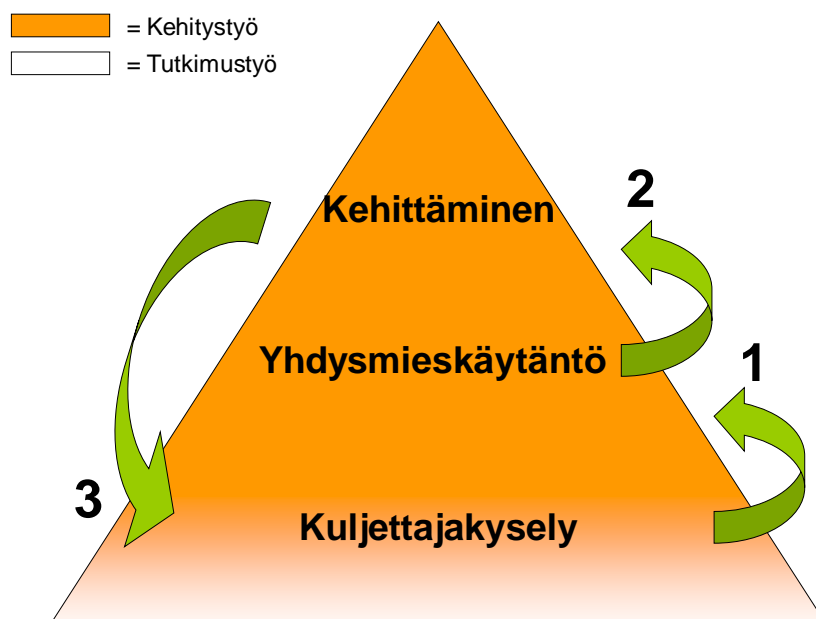 = Kehitystyö
= Tutkimustyö
2
Kehittäminen
1
Yhdysmieskäytäntö
3
Kuljettajakysely